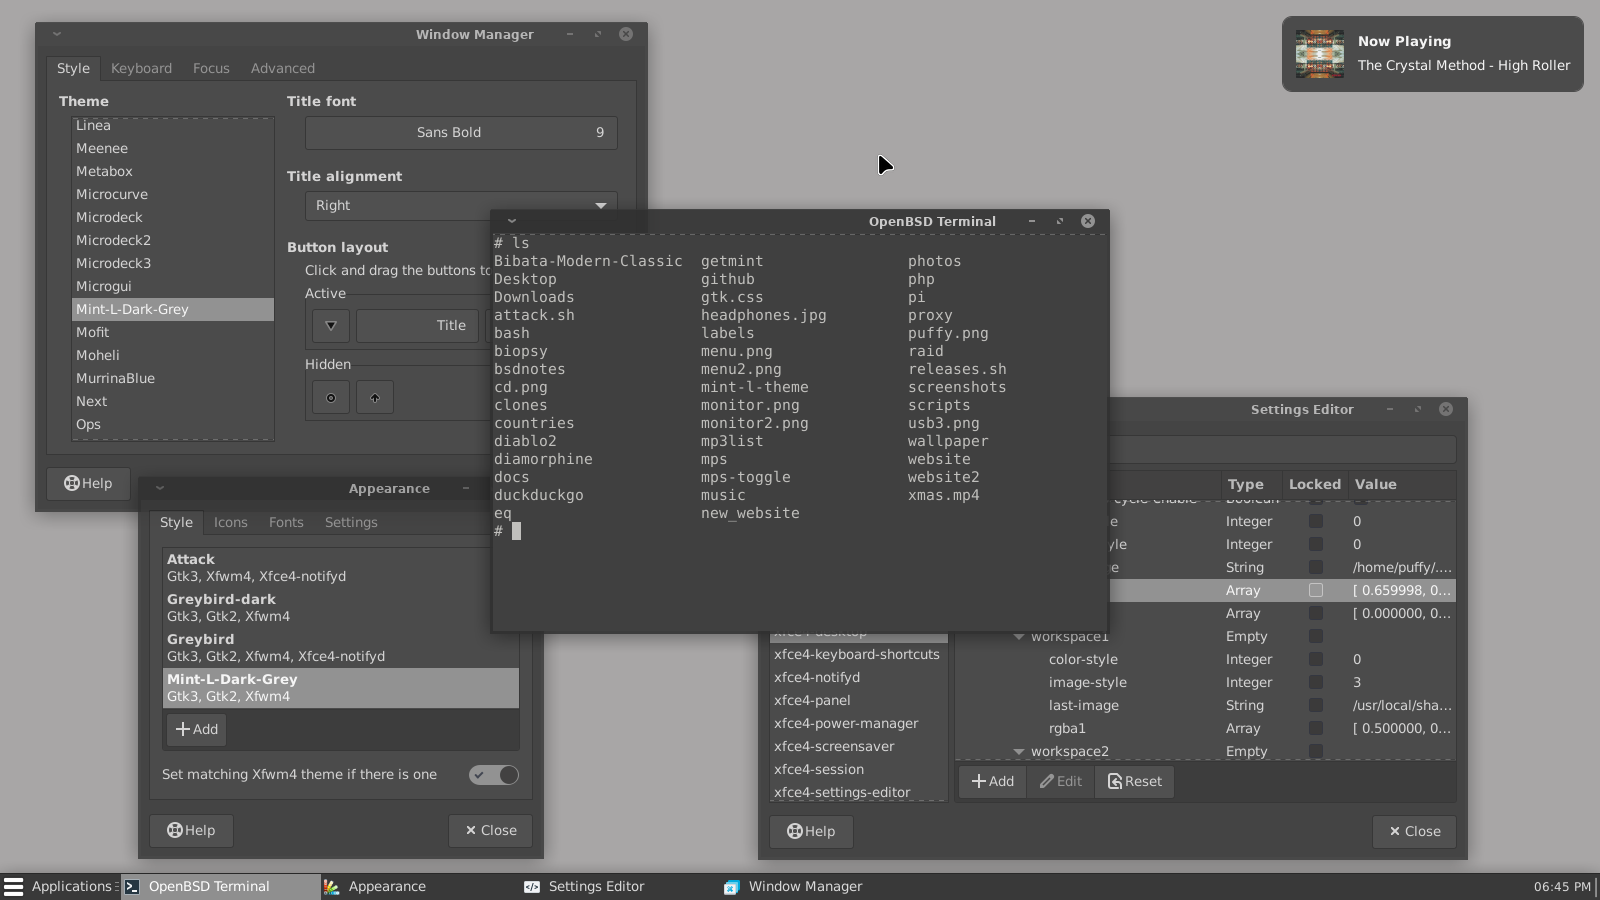 Window Manager
Style Keyboard Focus Advanced
Theme
Linea
Meenee
Metabox
Microcurve
Microdeck
Microdeck2
Microdeck3
Microgui
Mint-L-Dark-Grey
Mofit
Moheli
MurrinaBlue
Next
Ops
Title font
Sans Bold 9
Title alignment
Right
Button layout
Click and drag the buttons to
Active
Title
Hidden
Help
Now Playing
The Crystal Method - High Roller
OpenBSD Terminal
# ls
Bibata-Modern-Classic getmint photos
Desktop github php
Downloads gtk.css pi
attack.sh headphones.jpg proxy
bash labels puffy.png
biopsy menu.png raid
bsdnotes menu2.png releases.sh
cd.png mint-l-theme screenshots
clones monitor.png scripts
countries monitor2.png usb3.png
diablo2 mp3list wallpaper
diamorphine mps website
docs mps-toggle website2
duckduckgo music xmas.mp4
eq new_website
#
Appearance
Style Icons Fonts Settings
Attack
Gtk3, Xfwm4, Xfce4-notifyd
Greybird-dark
Gtk3, Gtk2, Xfwm4
Greybird
Gtk3, Gtk2, Xfwm4, Xfce4-notifyd
Mint-L-Dark-Grey
Gtk3, Gtk2, Xfwm4
Add
Set matching Xfwm4 theme if there is one
Help Close
Settings Editor
Type Locked Value
Integer 0
Integer 0
String /home/puffy/....
Array [ 0.659998, 0...
Array [ 0.000000, 0...
workspace1 Empty
color-style Integer 0
image-style Integer 3
last-image String /usr/local/sha...
rgba1 Array [ 0.500000, 0...
workspace2 Empty
xfce4-desktop
xfce4-keyboard-shortcuts
xfce4-notifyd
xfce4-panel
xfce4-power-manager
xfce4-screensaver
xfce4-session
xfce4-settings-editor
Add Edit Reset
Help Close
Applications OpenBSD Terminal Appearance Settings Editor Window Manager 06:45 PM